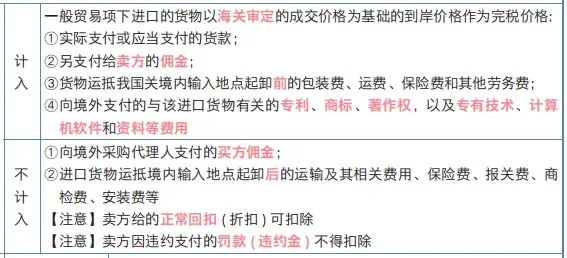 一般贸易项下进口的货物以海关审定的成交价格为基础的到岸价格作为完税价格:
①实际支付或应当支付的货款;
②另支付给卖方的佣金;
计入
③货物运抵我国关境内输入地点起卸前的包装费、运费、保险费和其他劳务费;
④向境外支付的与该进口货物有关的专利、商标、著作权，以及专有技术、计算
机软件和资料等费用
①向境外采购代理人支付的买方佣金;
不计入
②进口货物运抵境内输入地点起卸后的运输及其相关费用、保险费、报关费、商
检费、安装费等
【注意】卖方给的正常回扣(折扣)可扣除
【注意】卖方因违约支付的罚款(违约金)不得扣除